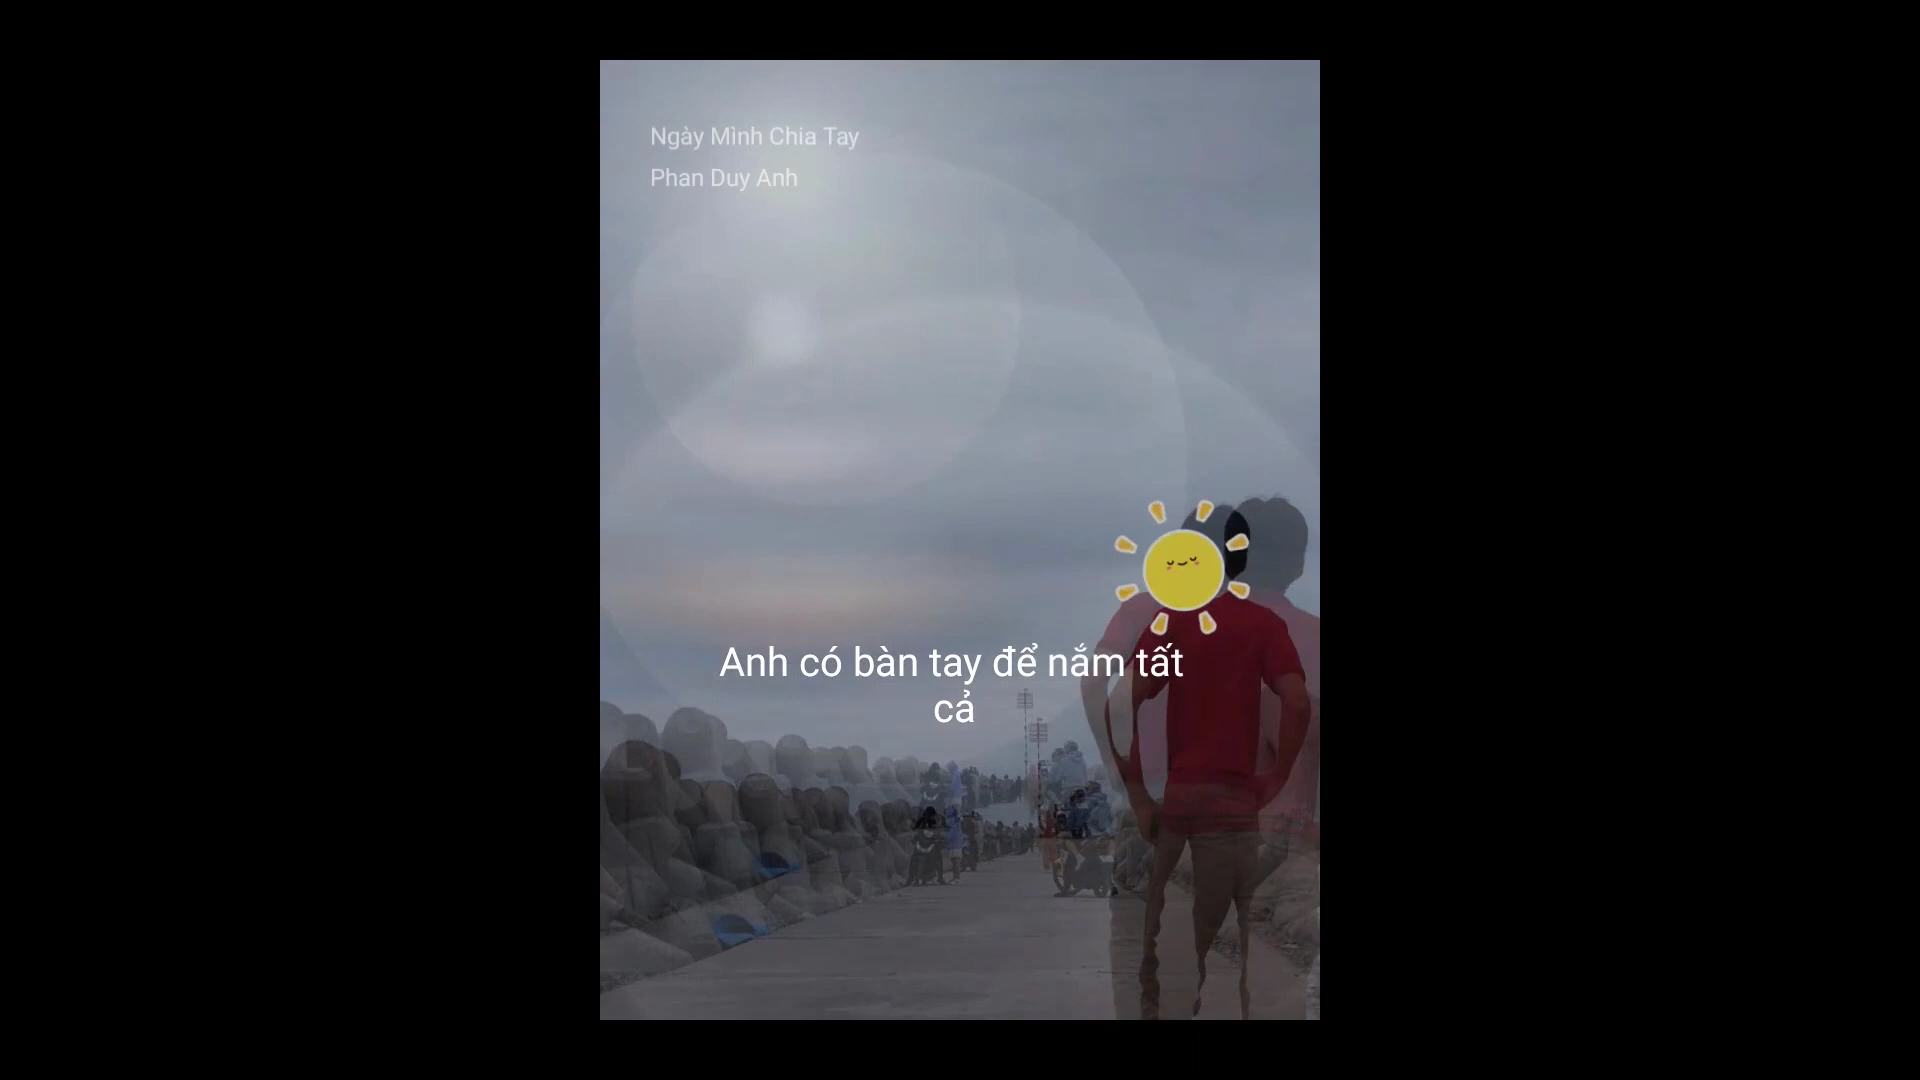 Ngày Mình Chia Tay
Phan Duy Anh
Anh có bàn tay để nắm tất
cả